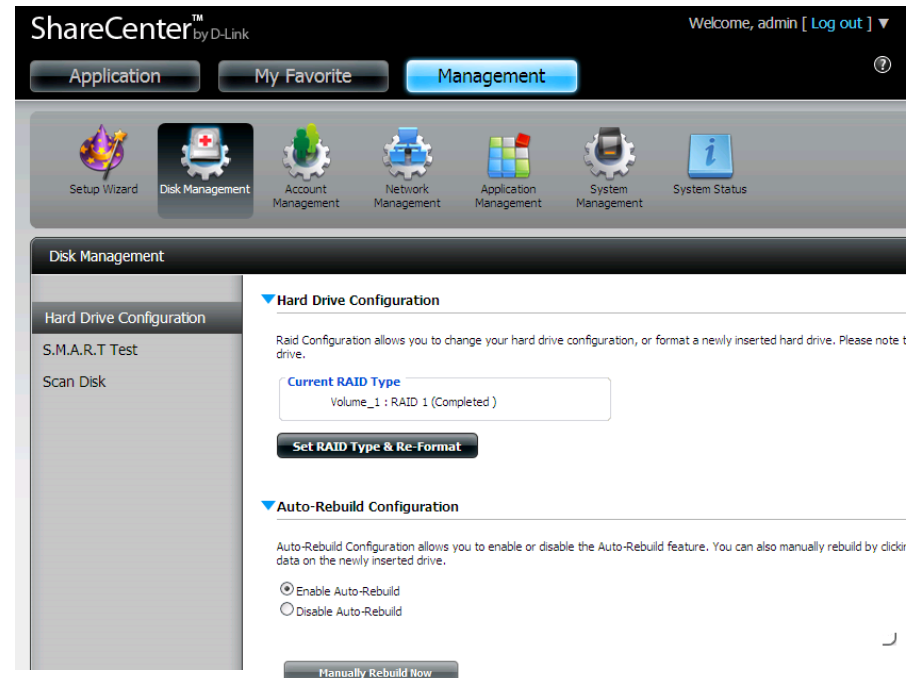 ShareCenter™ by D-Link
Welcome, admin [ Log out ] ▼
Application
My Favorite
Management
?
Setup Wizard
Disk Management
Account Management
Network Management
Application Management
System Management
System Status
Disk Management
Hard Drive Configuration
S.M.A.R.T Test
Scan Disk
Hard Drive Configuration
Raid Configuration allows you to change your hard drive configuration, or format a newly inserted hard drive. Please note
drive.
Current RAID Type
Volume_1 : RAID 1 (Completed )
Set RAID Type & Re-Format
Auto-Rebuild Configuration
Auto-Rebuild Configuration allows you to enable or disable the Auto-Rebuild feature. You can also manually rebuild by
data on the newly inserted drive.
Enable Auto-Rebuild
Disable Auto-Rebuild
Manually Rebuild Now